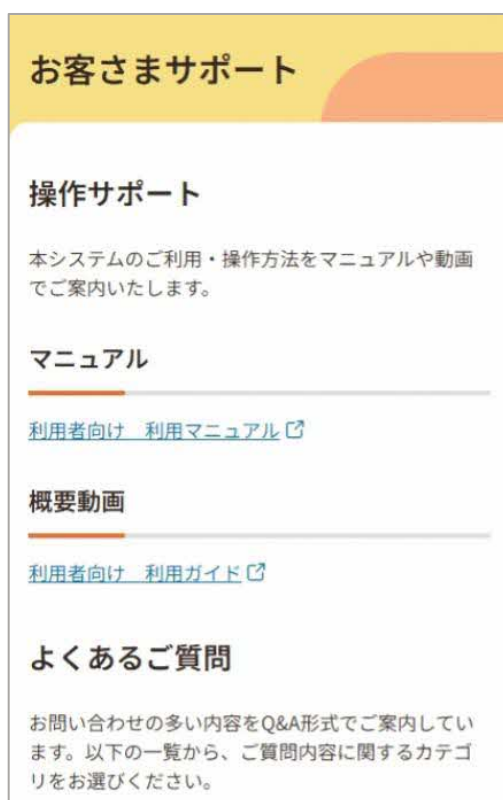 お客さまサポート
操作サポート
本システムのご利用・操作方法をマニュアルや動画
でご案内いたします。
マニュアル
利用者向け　利用マニュアル
概要動画
利用者向け　利用ガイド
よくあるご質問
お問い合わせの多い内容をQ&A形式でご案内してい
ます。以下の一覧から、ご質問内容に関するカテゴ
リをお選びください。